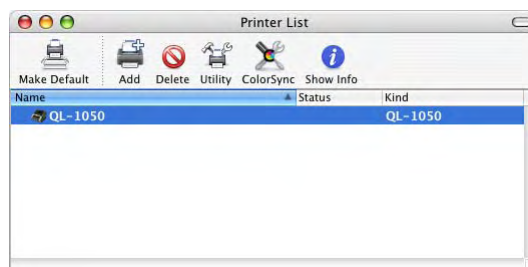 Printer List
Make Default Add Delete Utility ColorSync Show Info
Name Status Kind
QL-1050 QL-1050